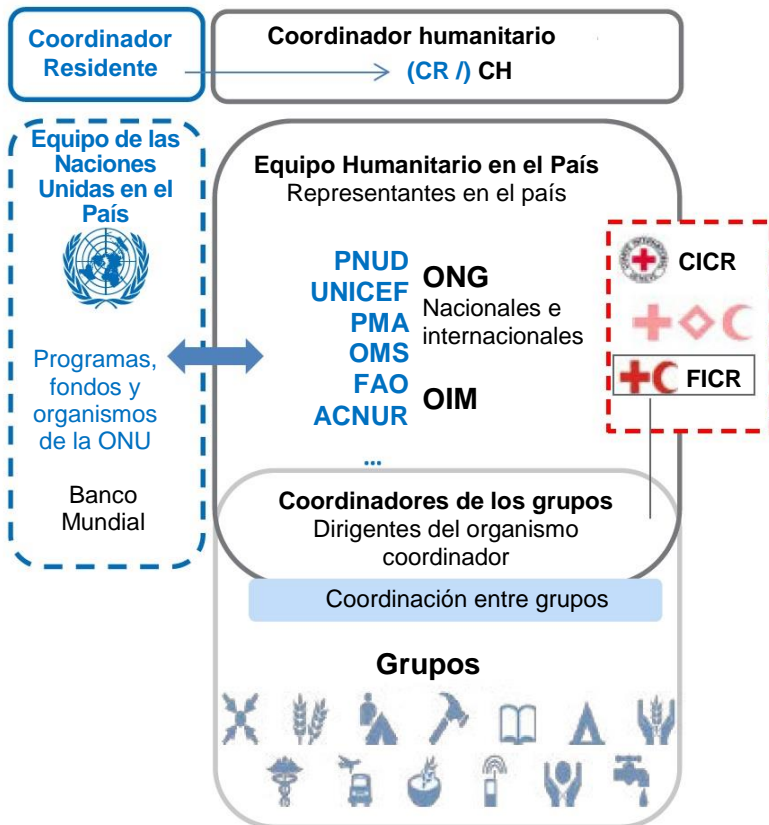 Coordinador
Residente
Coordinador humanitario
(CR /) CH
Equipo de las
Naciones
Unidas en el
País
Programas,
fondos y
organismos
de la ONU
Banco
Mundial
Equipo Humanitario en el País
Representantes en el país
PNUD
UNICEF
PMA
OMS
FAO
ACNUR
...
ONG
Nacionales e
internacionales
OIM
CICR
FICR
Coordinadores de los grupos
Dirigentes del organismo
coordinador
Coordinación entre grupos
Grupos